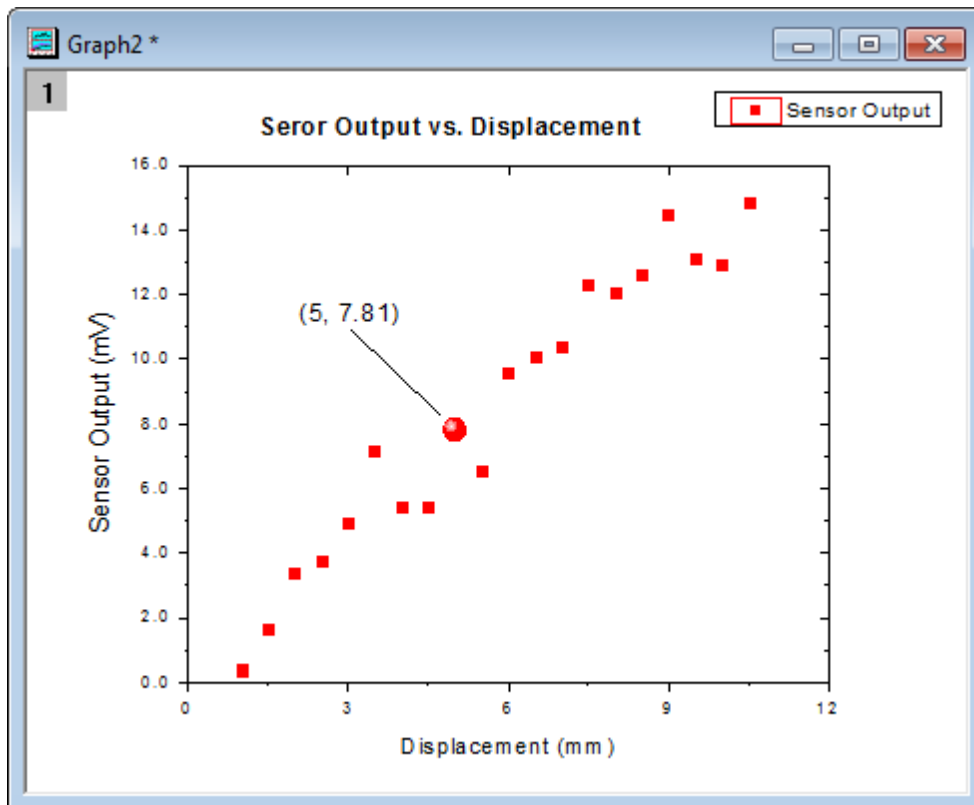 Graph2 *
1
Sensor Output
Seror Output vs. Displacement
16.0
14.0
12.0
10.0
8.0
6.0
4.0
2.0
0.0
Sensor Output (mV)
(5, 7.81)
0 3 6 9 12
Displacement (mm)